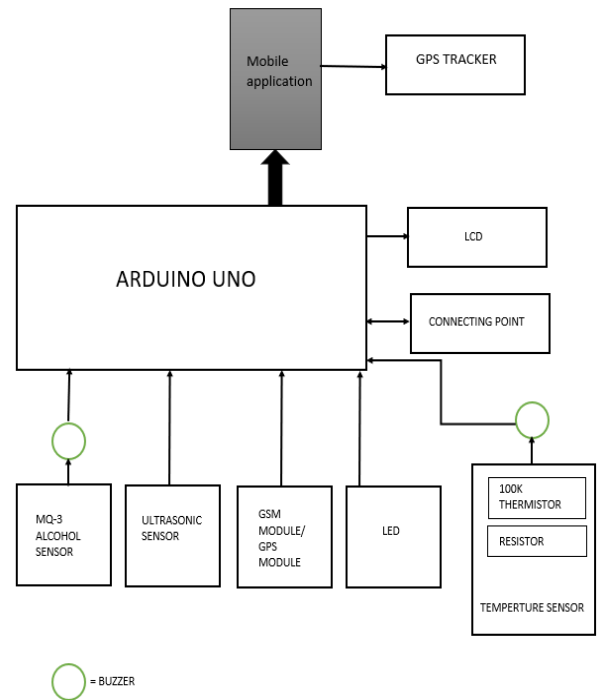 Mobile
application
GPS TRACKER
ARDUINO UNO
LCD
CONNECTING POINT
MQ-3
ALCOHOL
SENSOR
ULTRASONIC
SENSOR
GSM
MODULE/
GPS
MODULE
LED
100K
THERMISTOR
RESISTOR
TEMPERTURE SENSOR
= BUZZER